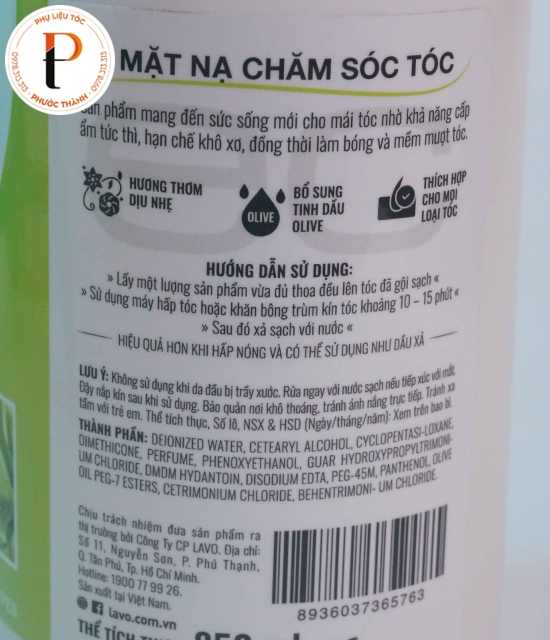 PHỤ LIỆU TÓC
0978.313.313 - PHƯỚC THÀNH - 0978.313.313
MẶT NẠ CHĂM SÓC TÓC
Sản phẩm mang đến sức sống mới cho mái tóc nhờ khả năng cấp
ẩm tức thì, hạn chế khô xơ, đồng thời làm bóng và mềm mượt tóc.
HƯƠNG THƠM
DỊU NHẸ
OLIVE
BỔ SUNG
TINH DẦU
OLIVE
THÍCH HỢP
CHO MỌI
LOẠI TÓC
HƯỚNG DẪN SỬ DỤNG:
» Lấy một lượng sản phẩm vừa đủ thoa đều lên tóc đã gội sạch «
» Sử dụng máy hấp tóc hoặc khăn bông trùm kín tóc khoảng 10 – 15 phút «
» Sau đó xả sạch với nước «
HIỆU QUẢ HƠN KHI HẤP NÓNG VÀ CÓ THỂ SỬ DỤNG NHƯ DẦU XẢ
LƯU Ý: Không sử dụng khi da đầu bị trầy xước. Rửa ngay với nước sạch nếu tiếp xúc với mắt.
Đậy nắp kín sau khi sử dụng. Bảo quản nơi khô thoáng, tránh ánh nắng trực tiếp. Tránh xa
tầm với trẻ em. Thể tích thực, Số lô, NSX & HSD (Ngày/tháng/năm): Xem trên bao bì.
THÀNH PHẦN: DEIONIZED WATER, CETEARYL ALCOHOL, CYCLOPENTASI-LOXANE,
DIMETHICONE, PERFUME, PHENOXYETHANOL, GUAR HYDROXYPROPYLTRIMONI-
UM CHLORIDE, DMDM HYDANTOIN, DISODIUM EDTA, PEG-45M, PANTHENOL, OLIVE
OIL PEG-7 ESTERS, CETRIMONIUM CHLORIDE, BEHENTRIMONI- UM CHLORIDE.
Chịu trách nhiệm đưa sản phẩm ra
thị trường bởi Công Ty CP LAVO. Địa chỉ:
Số 11, Nguyễn Sơn, P. Phú Thạnh,
Q. Tân Phú, Tp. Hồ Chí Minh.
Hotline: 1900 77 99 26.
Sản xuất tại Việt Nam.
lavo.com.vn
8936037365763
THỂ TÍCH